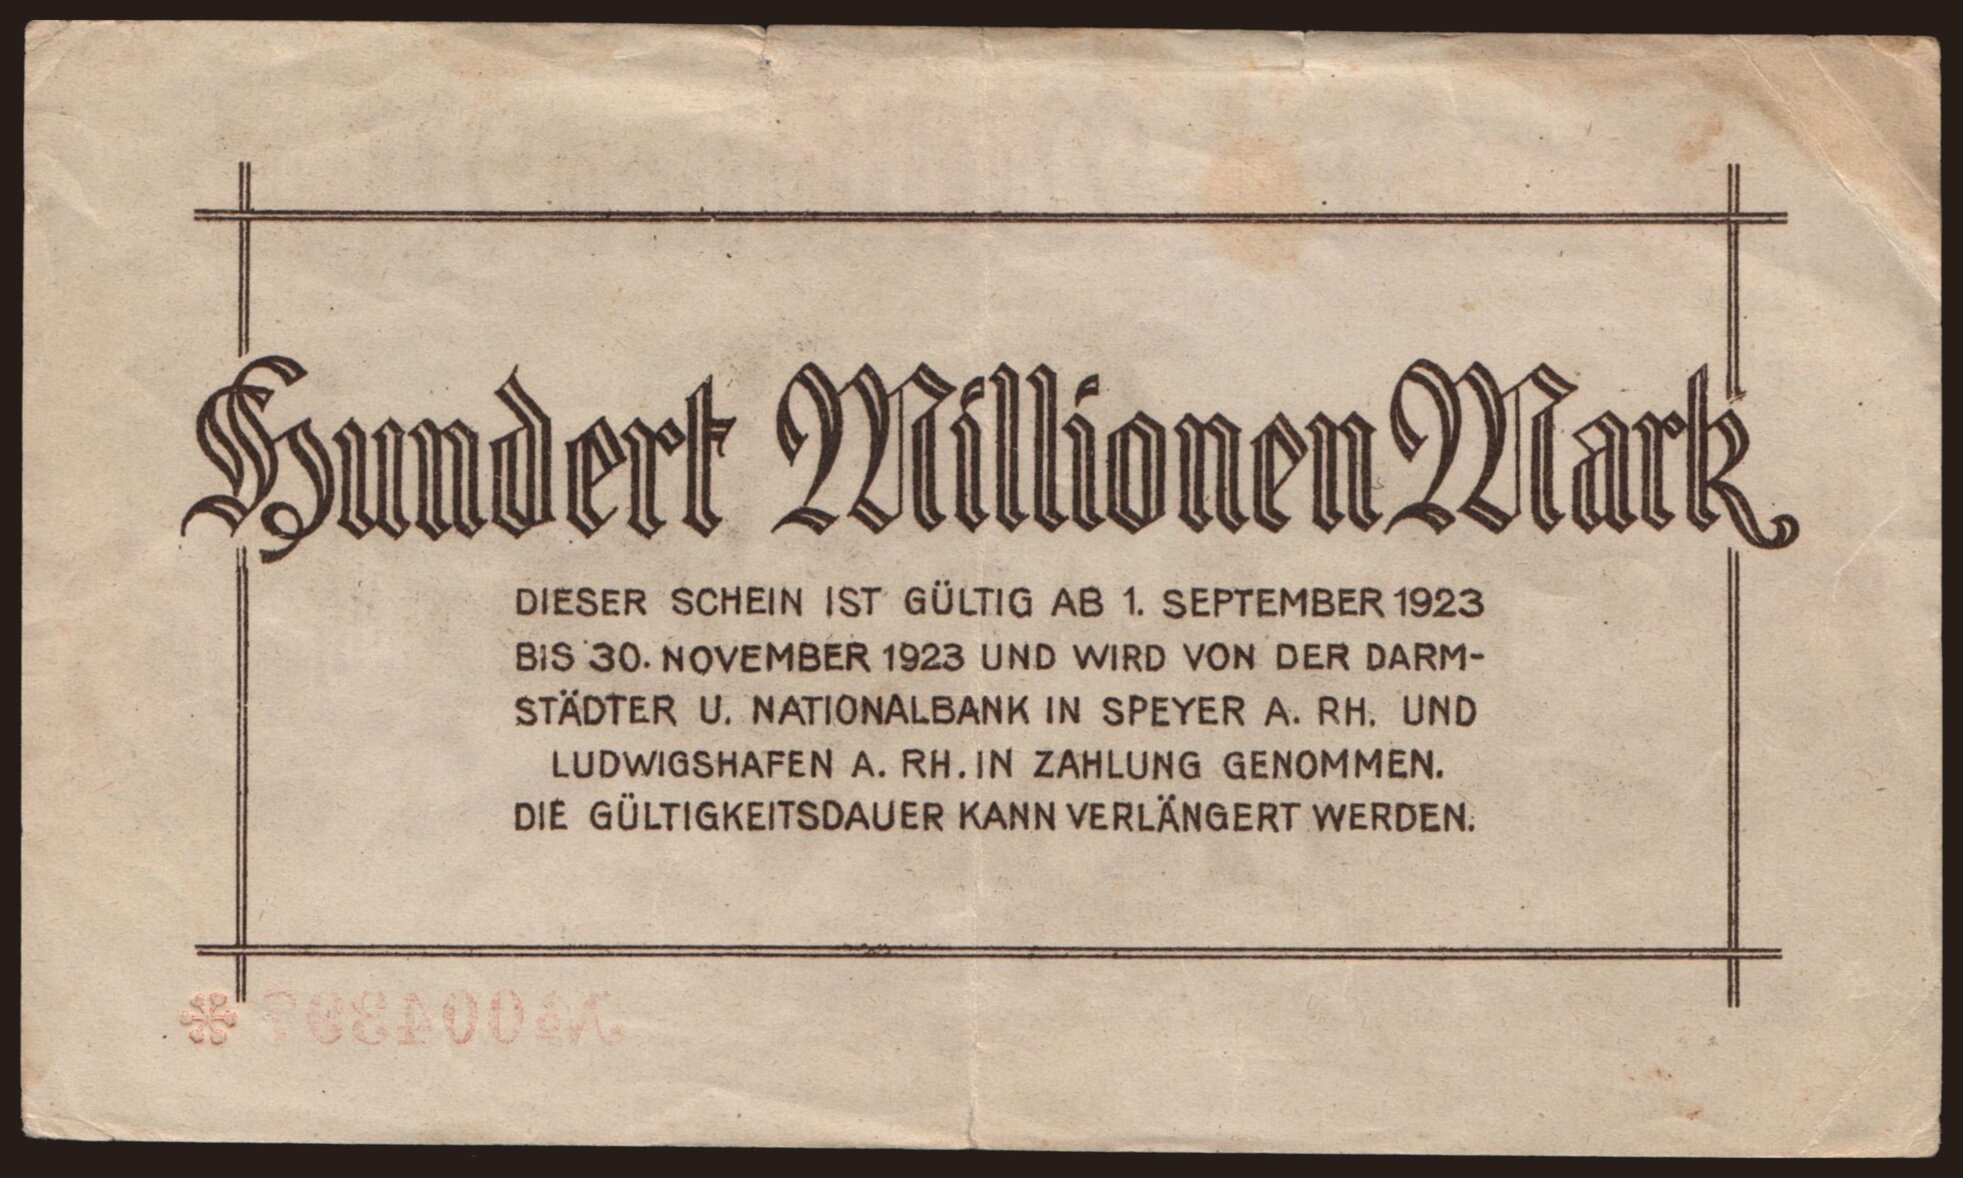 Hundert Millionen Mark
DIESER SCHEIN IST GÜLTIG AB 1. SEPTEMBER 1923
BIS 30. NOVEMBER 1923 UND WIRD VON DER DARM-
STÄDTER U. NATIONALBANK IN SPEYER A. RH. UND
LUDWIGSHAFEN A. RH. IN ZAHLUNG GENOMMEN.
DIE GÜLTIGKEITSDAUER KANN VERLÄNGERT WERDEN.